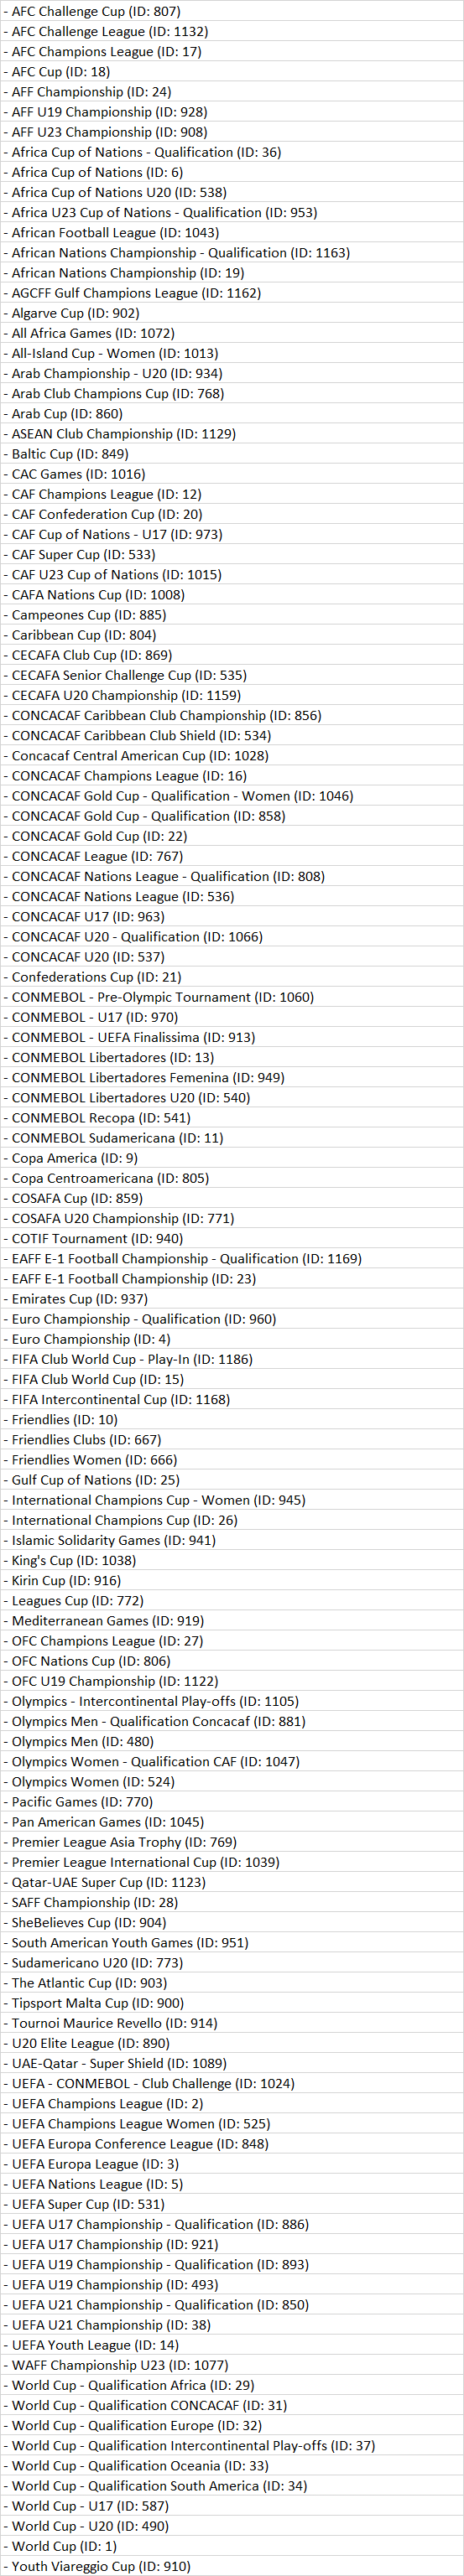 - AFC Challenge Cup (ID: 807)
- AFC Challenge League (ID: 1132)
- AFC Champions League (ID: 17)
- AFC Cup (ID: 18)
- AFF Championship (ID: 24)
- AFF U19 Championship (ID: 928)
- AFF U23 Championship (ID: 908)
- Africa Cup of Nations - Qualification (ID: 36)
- Africa Cup of Nations (ID: 6)
- Africa Cup of Nations U20 (ID: 538)
- Africa U23 Cup of Nations - Qualification (ID: 953)
- African Football League (ID: 1043)
- African Nations Championship - Qualification (ID: 1163)
- African Nations Championship (ID: 19)
- AGCFF Gulf Champions League (ID: 1162)
- Algarve Cup (ID: 902)
- All Africa Games (ID: 1072)
- All-Island Cup - Women (ID: 1013)
- Arab Championship - U20 (ID: 934)
- Arab Club Champions Cup (ID: 768)
- Arab Cup (ID: 860)
- ASEAN Club Championship (ID: 1129)
- Baltic Cup (ID: 849)
- CAC Games (ID: 1016)
- CAF Champions League (ID: 12)
- CAF Confederation Cup (ID: 20)
- CAF Cup of Nations - U17 (ID: 973)
- CAF Super Cup (ID: 533)
- CAF U23 Cup of Nations (ID: 1015)
- CAFA Nations Cup (ID: 1008)
- Campeones Cup (ID: 885)
- Caribbean Cup (ID: 804)
- CECAFA Club Cup (ID: 869)
- CECAFA Senior Challenge Cup (ID: 535)
- CECAFA U20 Championship (ID: 1159)
- CONCACAF Caribbean Club Championship (ID: 856)
- CONCACAF Caribbean Club Shield (ID: 534)
- Concacaf Central American Cup (ID: 1028)
- CONCACAF Champions League (ID: 16)
- CONCACAF Gold Cup - Qualification - Women (ID: 1046)
- CONCACAF Gold Cup - Qualification (ID: 858)
- CONCACAF Gold Cup (ID: 22)
- CONCACAF League (ID: 767)
- CONCACAF Nations League - Qualification (ID: 808)
- CONCACAF Nations League (ID: 536)
- CONCACAF U17 (ID: 963)
- CONCACAF U20 - Qualification (ID: 1066)
- CONCACAF U20 (ID: 537)
- Confederations Cup (ID: 21)
- CONMEBOL - Pre-Olympic Tournament (ID: 1060)
- CONMEBOL - U17 (ID: 970)
- CONMEBOL - UEFA Finalissima (ID: 913)
- CONMEBOL Libertadores (ID: 13)
- CONMEBOL Libertadores Femenina (ID: 949)
- CONMEBOL Libertadores U20 (ID: 540)
- CONMEBOL Recopa (ID: 541)
- CONMEBOL Sudamericana (ID: 11)
- Copa America (ID: 9)
- Copa Centroamericana (ID: 805)
- COSAFA Cup (ID: 859)
- COSAFA U20 Championship (ID: 771)
- COTIF Tournament (ID: 940)
- EAFF E-1 Football Championship - Qualification (ID: 1169)
- EAFF E-1 Football Championship (ID: 23)
- Emirates Cup (ID: 937)
- Euro Championship - Qualification (ID: 960)
- Euro Championship (ID: 4)
- FIFA Club World Cup - Play-In (ID: 1186)
- FIFA Club World Cup (ID: 15)
- FIFA Intercontinental Cup (ID: 1168)
- Friendlies (ID: 10)
- Friendlies Clubs (ID: 667)
- Friendlies Women (ID: 666)
- Gulf Cup of Nations (ID: 25)
- International Champions Cup - Women (ID: 945)
- International Champions Cup (ID: 26)
- Islamic Solidarity Games (ID: 941)
- King's Cup (ID: 1038)
- Kirin Cup (ID: 916)
- Leagues Cup (ID: 772)
- Mediterranean Games (ID: 919)
- OFC Champions League (ID: 27)
- OFC Nations Cup (ID: 806)
- OFC U19 Championship (ID: 1122)
- Olympics - Intercontinental Play-offs (ID: 1105)
- Olympics Men - Qualification Concacaf (ID: 881)
- Olympics Men (ID: 480)
- Olympics Women - Qualification CAF (ID: 1047)
- Olympics Women (ID: 524)
- Pacific Games (ID: 770)
- Pan American Games (ID: 1045)
- Premier League Asia Trophy (ID: 769)
- Premier League International Cup (ID: 1039)
- Qatar-UAE Super Cup (ID: 1123)
- SAFF Championship (ID: 28)
- SheBelieves Cup (ID: 904)
- South American Youth Games (ID: 951)
- Sudamericano U20 (ID: 773)
- The Atlantic Cup (ID: 903)
- Tipsport Malta Cup (ID: 900)
- Tournoi Maurice Revello (ID: 914)
- U20 Elite League (ID: 890)
- UAE-Qatar - Super Shield (ID: 1089)
- UEFA - CONMEBOL - Club Challenge (ID: 1024)
- UEFA Champions League (ID: 2)
- UEFA Champions League Women (ID: 525)
- UEFA Europa Conference League (ID: 848)
- UEFA Europa League (ID: 3)
- UEFA Nations League (ID: 5)
- UEFA Super Cup (ID: 531)
- UEFA U17 Championship - Qualification (ID: 886)
- UEFA U17 Championship (ID: 921)
- UEFA U19 Championship - Qualification (ID: 893)
- UEFA U19 Championship (ID: 493)
- UEFA U21 Championship - Qualification (ID: 850)
- UEFA U21 Championship (ID: 38)
- UEFA Youth League (ID: 14)
- WAFF Championship U23 (ID: 1077)
- World Cup - Qualification Africa (ID: 29)
- World Cup - Qualification CONCACAF (ID: 31)
- World Cup - Qualification Europe (ID: 32)
- World Cup - Qualification Intercontinental Play-offs (ID: 37)
- World Cup - Qualification Oceania (ID: 33)
- World Cup - Qualification South America (ID: 34)
- World Cup - U17 (ID: 587)
- World Cup - U20 (ID: 490)
- World Cup (ID: 1)
- Youth Viareggio Cup (ID: 910)